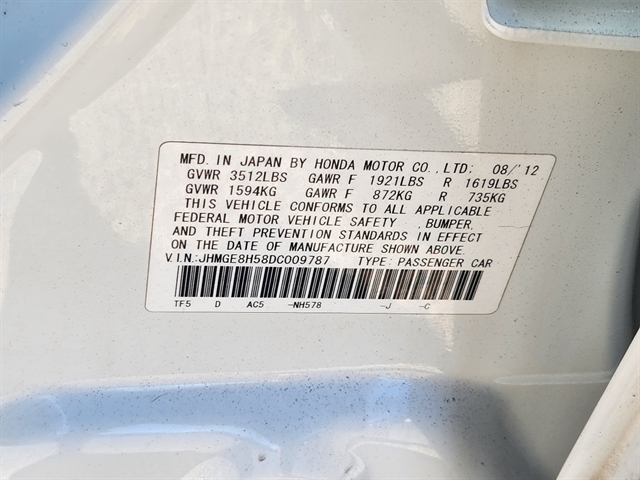 MFD. IN JAPAN BY HONDA MOTOR CO.,LTD: 08/'12
GVWR 3512LBS GAWR F 1921LBS R 1619LBS
GVWR 1594KG GAWR F 872KG R 735KG
THIS VEHICLE CONFORMS TO ALL APPLICABLE
FEDERAL MOTOR VEHICLE SAFETY ,BUMPER,
AND THEFT PREVENTION STANDARDS IN EFFECT
ON THE DATE OF MANUFACTURE SHOWN ABOVE.
V.I.N.:JHMGE8H58DC009787 TYPE: PASSENGER CAR
TF5 D AC5 -NH578 -J -C